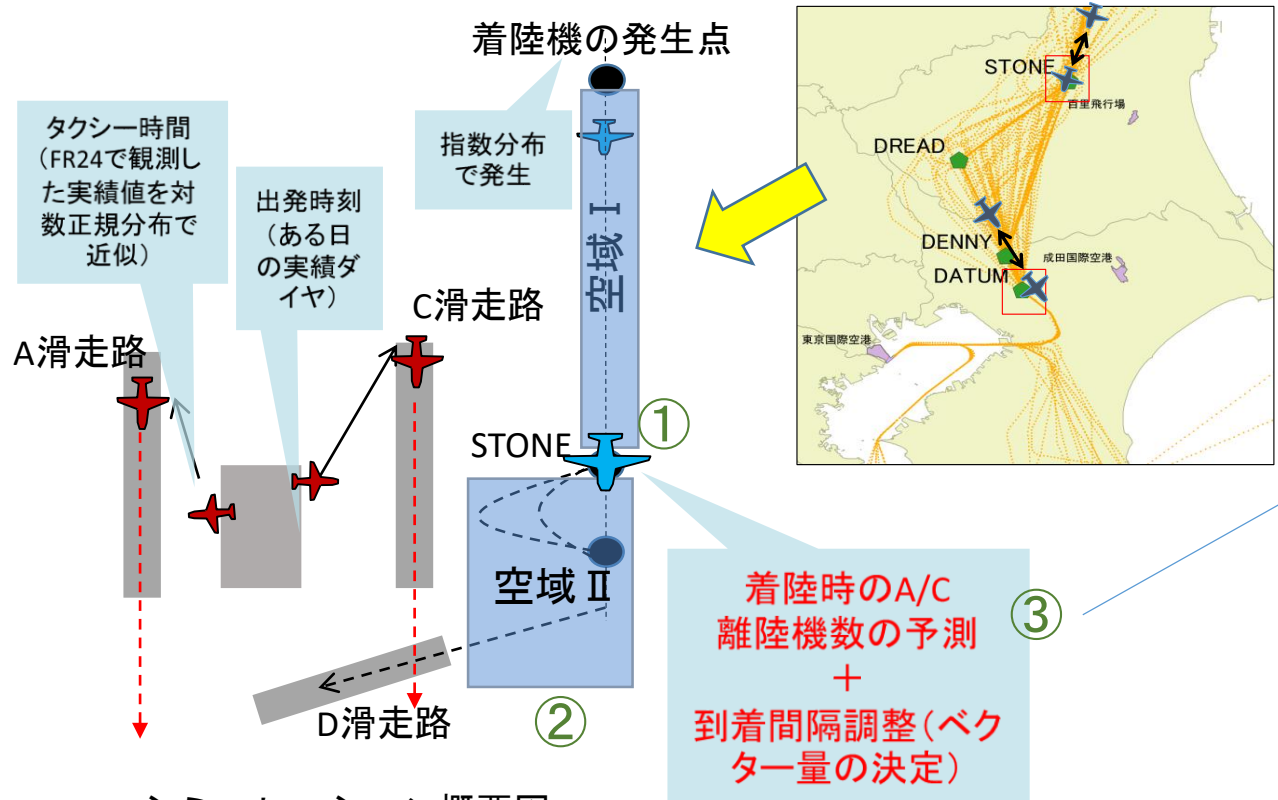 着陸機の発生点
タクシー時間
(FR24で観測し
た実績値を対
数正規分布で
近似)
出発時刻
(ある日
の実績ダ
イヤ)
指数分布
で発生
空域Ⅰ
C滑走路
A滑走路
STONE
①
空域Ⅱ
D滑走路
②
着陸時のA/C
離陸機数の予測
+
到着間隔調整(ベク
ター量の決定)
③
STONE
百里飛行場
DREAD
DENNY
成田国際空港
DATUM
東京国際空港